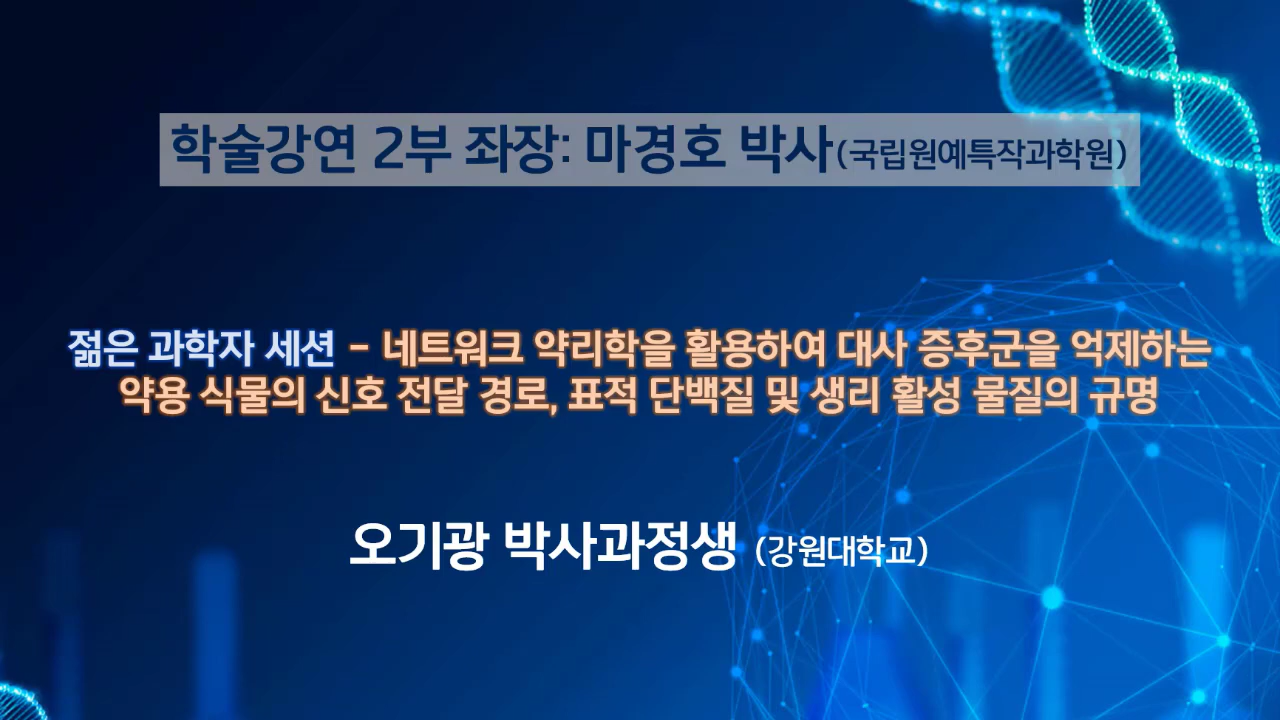 학술강연 2부 좌장: 마경호 박사(국립원예특작과학원)
젊은 과학자 세션 - 네트워크 약리학을 활용하여 대사 증후군을 억제하는
약용 식물의 신호 전달 경로, 표적 단백질 및 생리 활성 물질의 규명
오기광 박사과정생 (강원대학교)